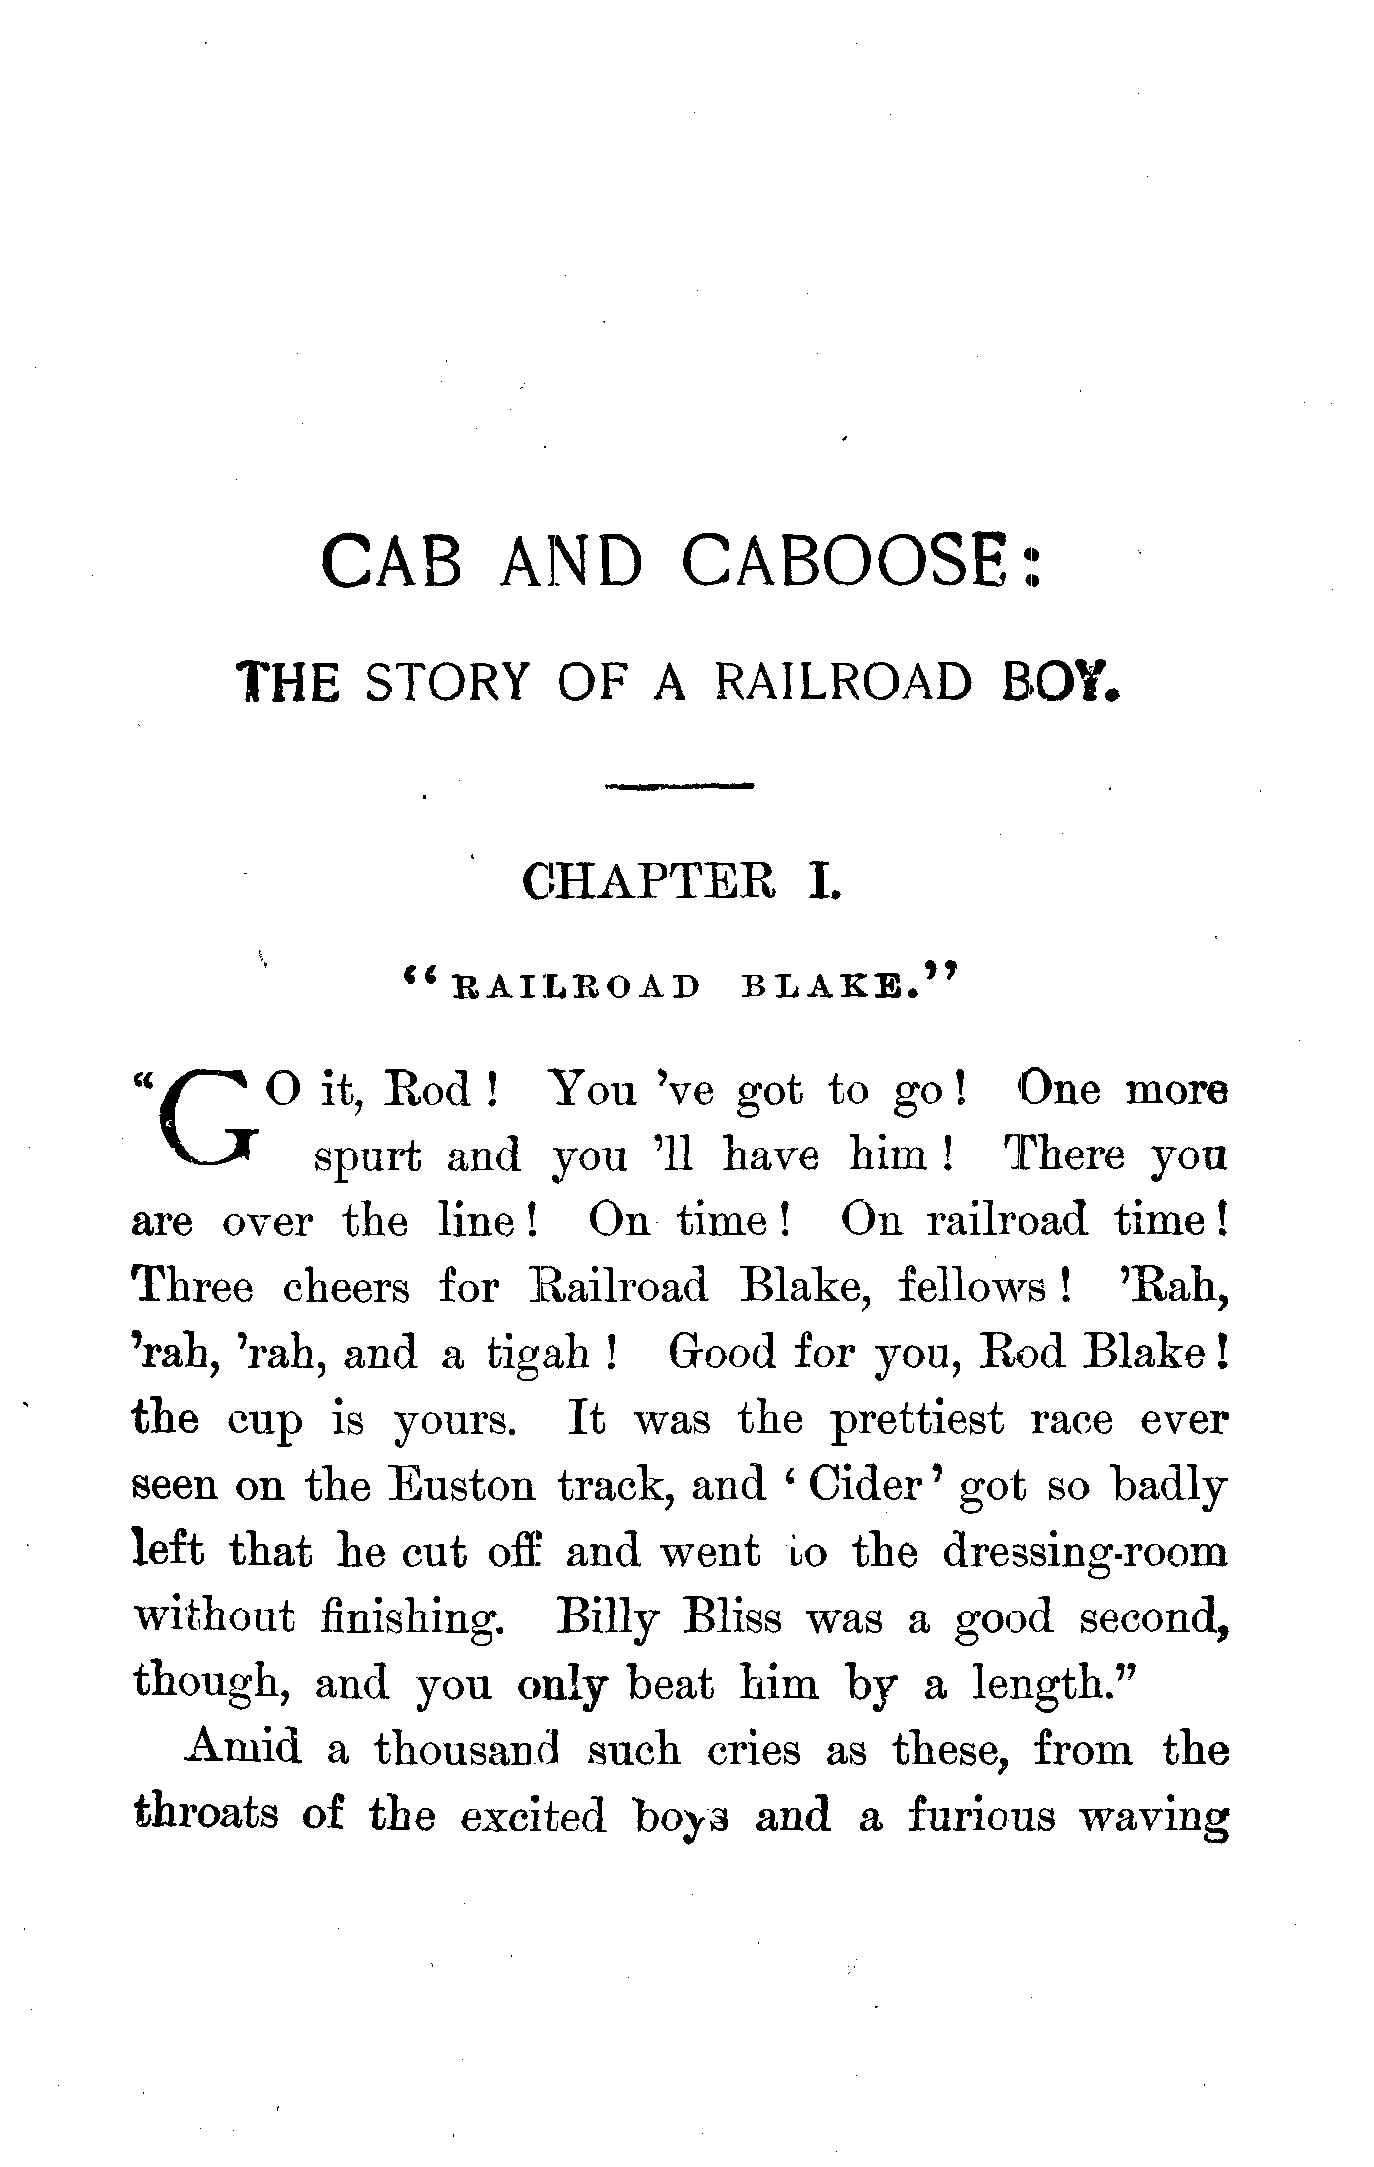 CAB AND CABOOSE:
THE STORY OF A RAILROAD BOY.
CHAPTER I.
"RAILROAD BLAKE."
"GO it, Rod! You 've got to go! One more
spurt and you 'll have him! There you
are over the line! On time! On railroad time!
Three cheers for Railroad Blake, fellows! 'Rah,
'rah, 'rah, and a tigah! Good for you, Rod Blake!
the cup is yours. It was the prettiest race ever
seen on the Euston track, and 'Cider' got so badly
left that he cut off and went to the dressing-room
without finishing. Billy Bliss was a good second,
though, and you only beat him by a length."
Amid a thousand such cries as these, from the
throats of the excited boys and a furious waving